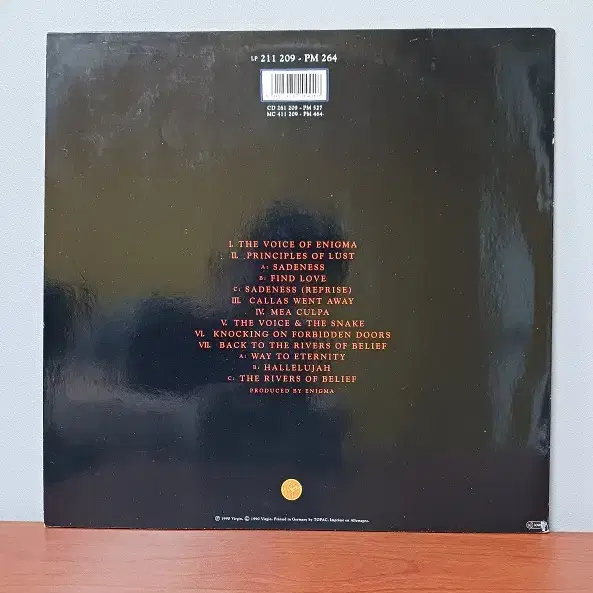 LP 211 209 - PM 264
CD 261 209 - PM 527
MC 411 209 - PM 464
I. THE VOICE OF ENIGMA
II. PRINCIPLES OF LUST
A: SADENESS
B: FIND LOVE
C: SADENESS (REPRISE)
III. CALLAS WENT AWAY
IV. MEA CULPA
V. THE VOICE & THE SNAKE
VI. KNOCKING ON FORBIDDEN DOORS
VII. BACK TO THE RIVERS OF BELIEF
A: WAY TO ETERNITY
B: HALLELUJAH
C: THE RIVERS OF BELIEF
PRODUCED BY ENIGMA
℗ 1990 Virgin. © 1990 Virgin. Printed in Germany by TOPAC. Imprimé en Allemagne.